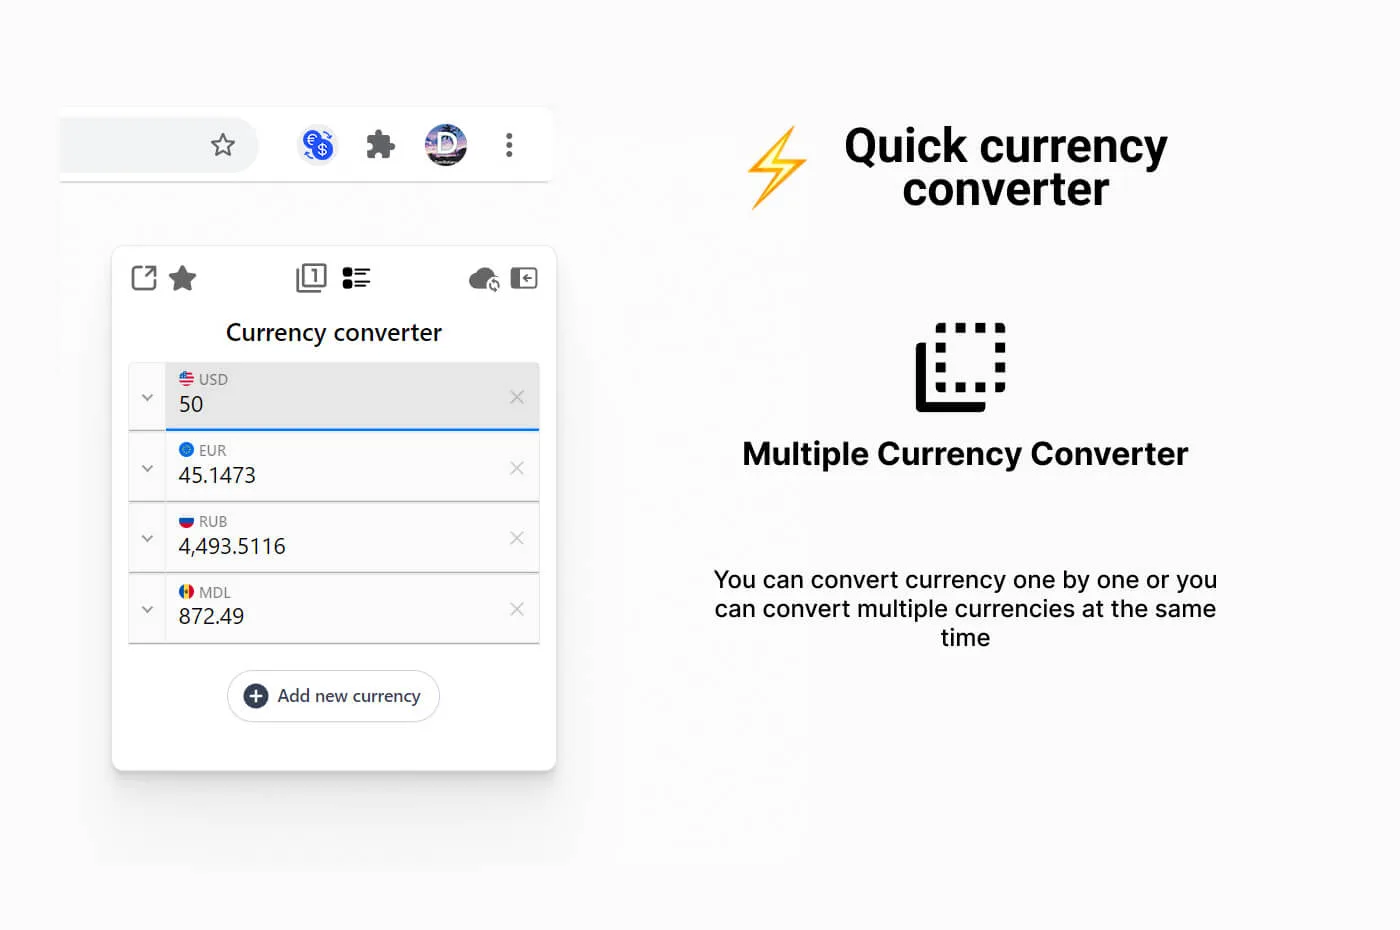 D
1
Currency converter
USD
50
EUR
45.1473
RUB
4,493.5116
MDL
872.49
Add new currency
Quick currency
converter
Multiple Currency Converter
You can convert currency one by one or you
can convert multiple currencies at the same
time